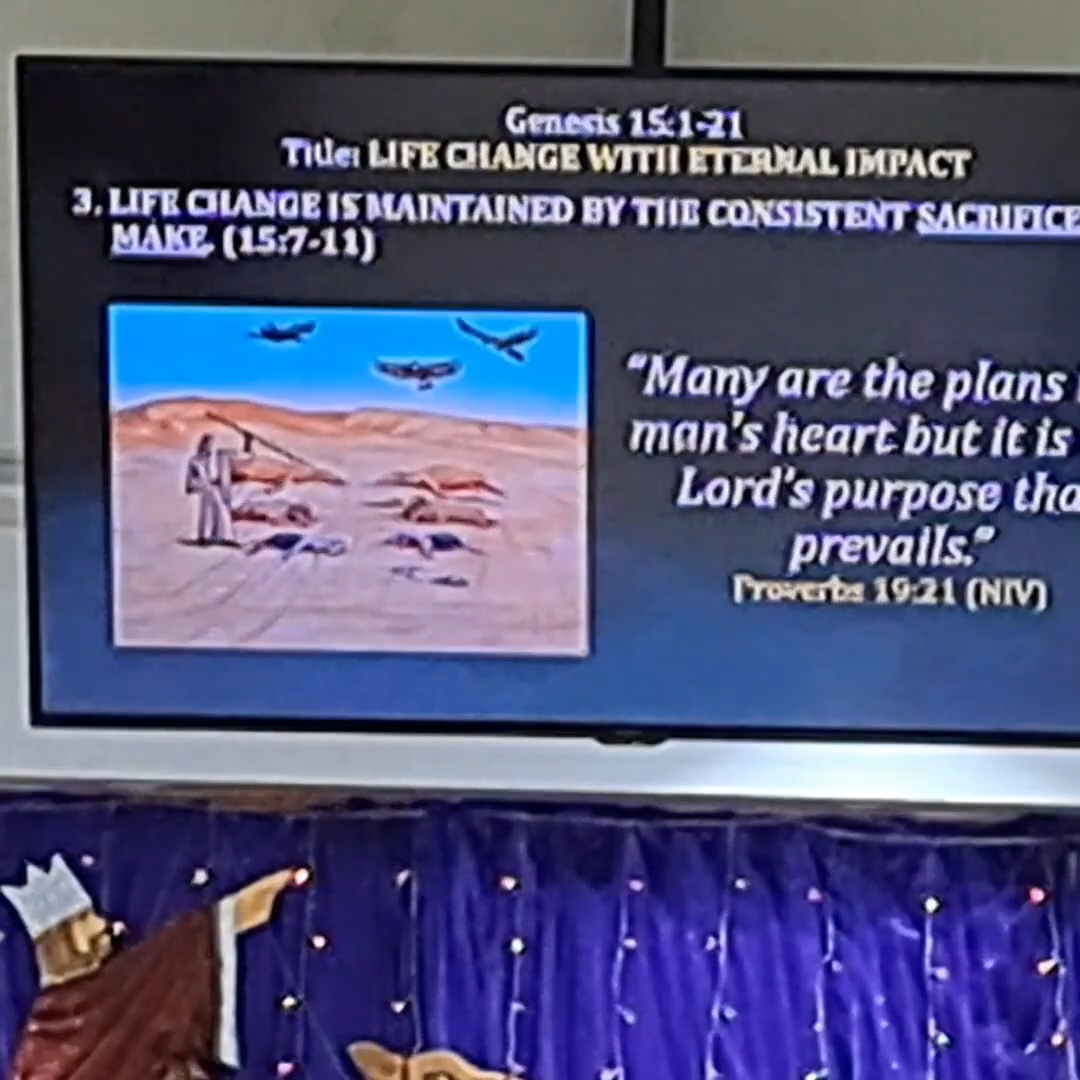 Genesis 15:1-21
Title: LIFE CHANGE WITH ETERNAL IMPACT
3. LIFE CHANGE IS MAINTAINED BY THE CONSISTENT SACRIFICE
MAKE. (15:7-11)
“Many are the plans
man's heart but it is
Lord's purpose tha
prevails.”
Proverbs 19:21 (NIV)